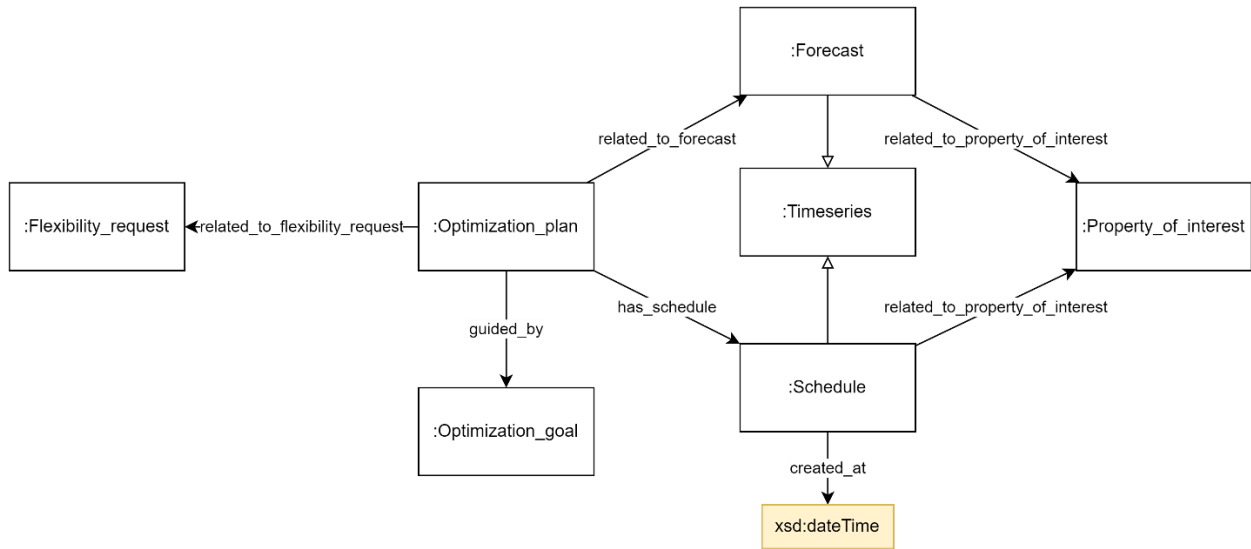 :Forecast
related_to_forecast
related_to_property_of_interest
:Flexibility_request
related_to_flexibility_request
:Optimization_plan
:Timeseries
:Property_of_interest
has_schedule
related_to_property_of_interest
guided_by
:Schedule
:Optimization_goal
created_at
xsd:dateTime